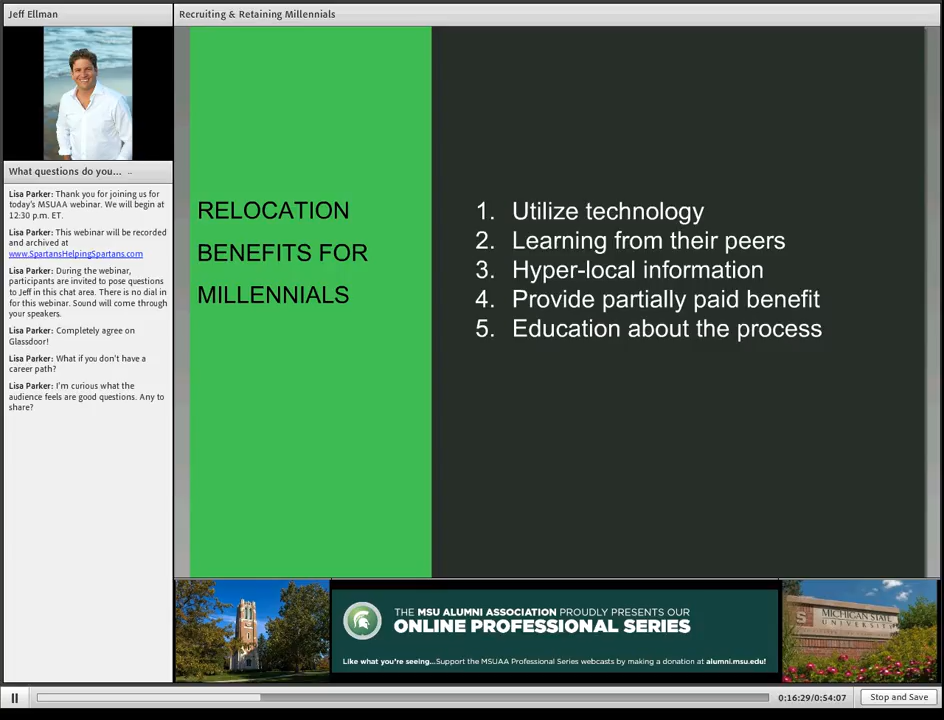 Jeff Ellman
Recruiting & Retaining Millennials
What questions do you... ..
Lisa Parker: Thank you for joining us for
today's MSUAA webinar. We will begin at
12:30 p.m. ET.
Lisa Parker: This webinar will be recorded
and archived at
www.SpartansHelpingSpartans.com
Lisa Parker: During the webinar,
participants are invited to pose questions
to Jeff in this chat area. There is no dial in
for this webinar. Sound will come through
your speakers.
Lisa Parker: Completely agree on
Glassdoor!
Lisa Parker: What if you don't have a
career path?
Lisa Parker: I'm curious what the
audience feels are good questions. Any to
share?
RELOCATION
BENEFITS FOR
MILLENNIALS
1. Utilize technology
2. Learning from their peers
3. Hyper-local information
4. Provide partially paid benefit
5. Education about the process
THE MSU ALUMNI ASSOCIATION PROUDLY PRESENTS OUR
ONLINE PROFESSIONAL SERIES
Like what you're seeing...Support the MSUAA Professional Series webcasts by making a donation at alumni.msu.edu!
S
MICHIGAN STATE
UNIVERSITY
0:16:29/0:54:07
Stop and Save